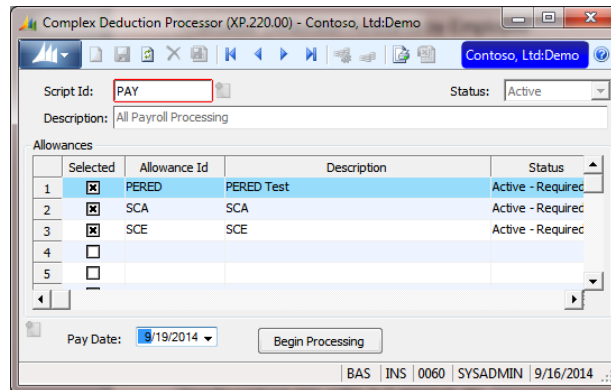 Complex Deduction Processor (XP.220.00) - Contoso, Ltd:Demo
Contoso, Ltd:Demo
Script Id: PAY Status: Active
Description: All Payroll Processing
Allowances
Selected Allowance Id Description Status
1 PERED PERED Test Active - Required
2 SCA SCA Active - Required
3 SCE SCE Active - Required
4
5
Pay Date: 9/19/2014 Begin Processing
BAS INS 0060 SYSADMIN 9/16/2014